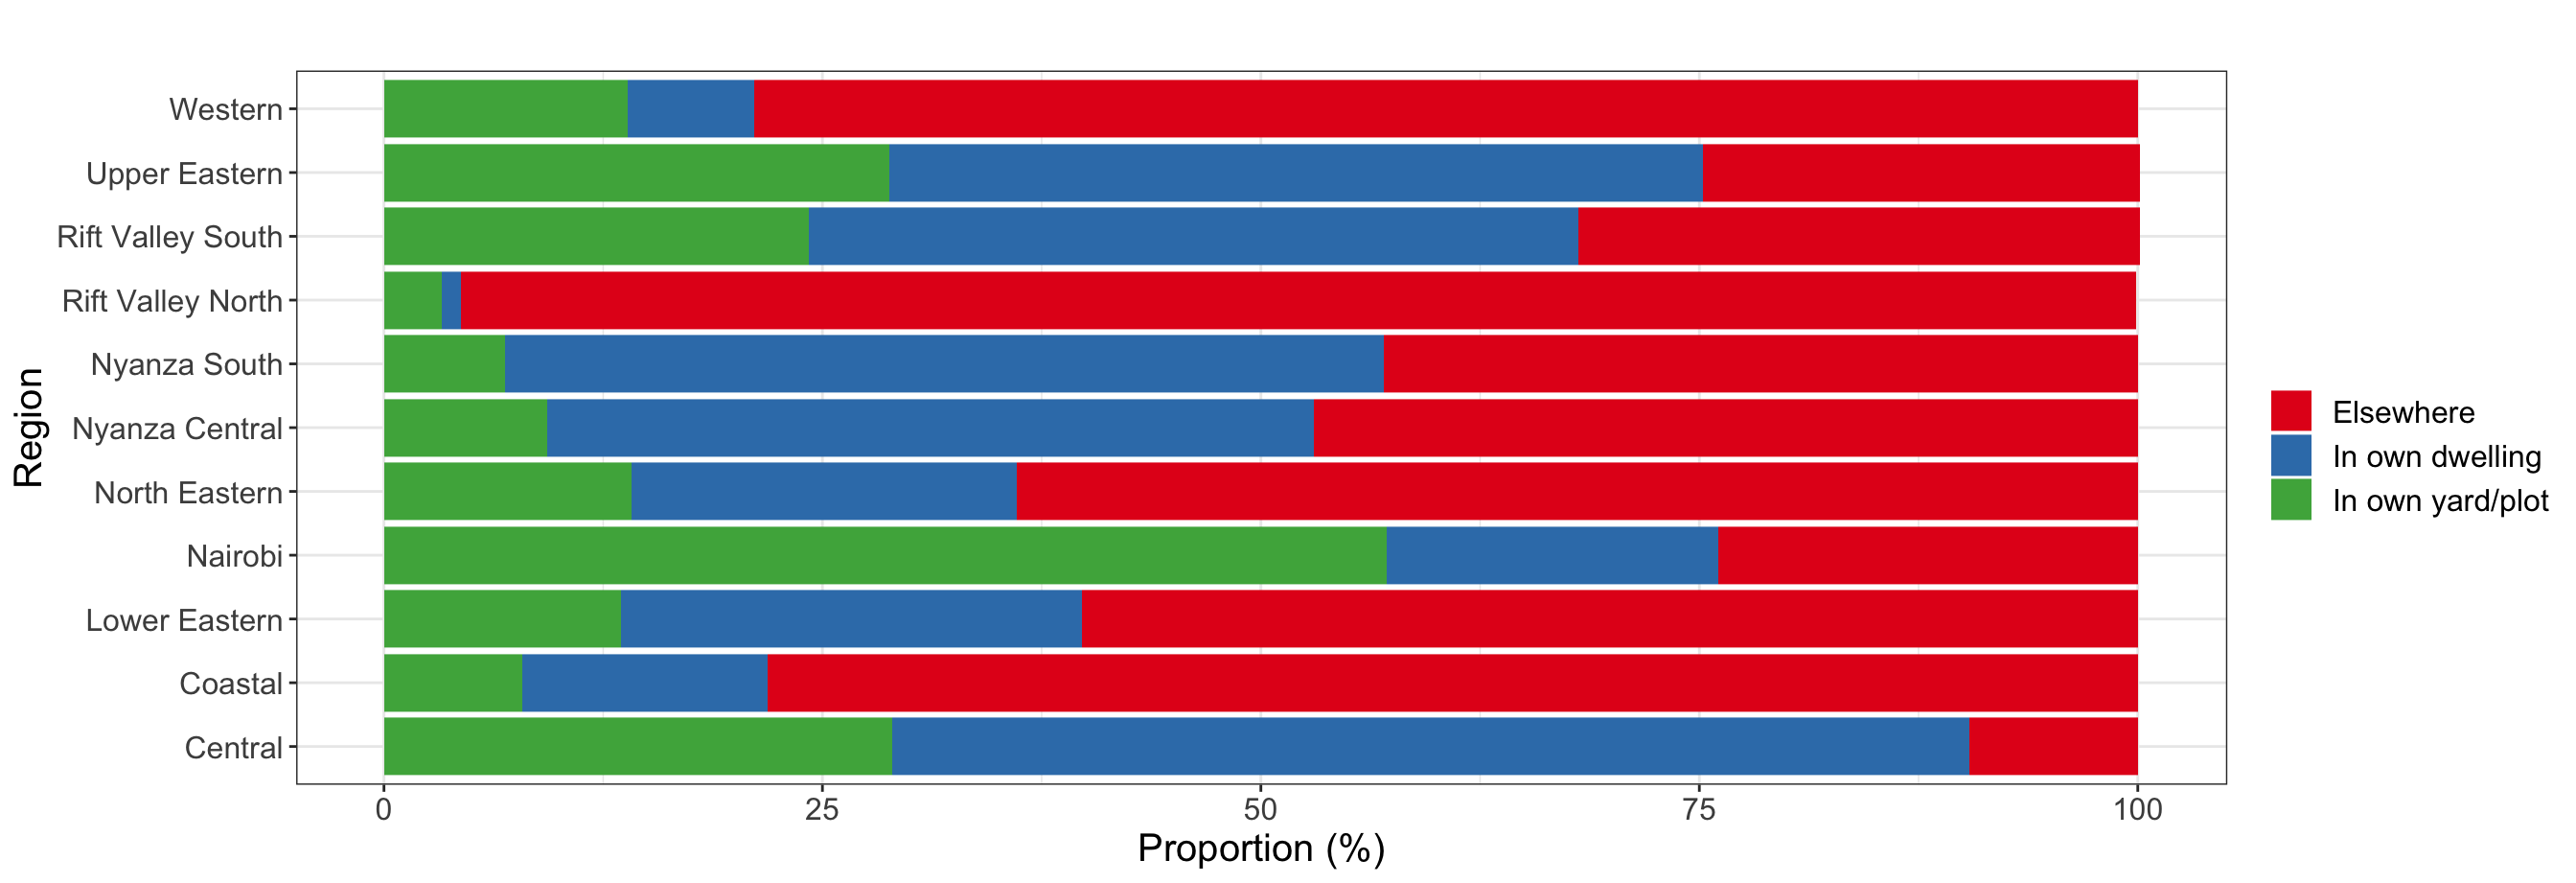 Region
Western
Upper Eastern
Rift Valley South
Rift Valley North
Nyanza South
Nyanza Central
North Eastern
Nairobi
Lower Eastern
Coastal
Central
0 25 50 75 100
Proportion (%)
Elsewhere
In own dwelling
In own yard/plot